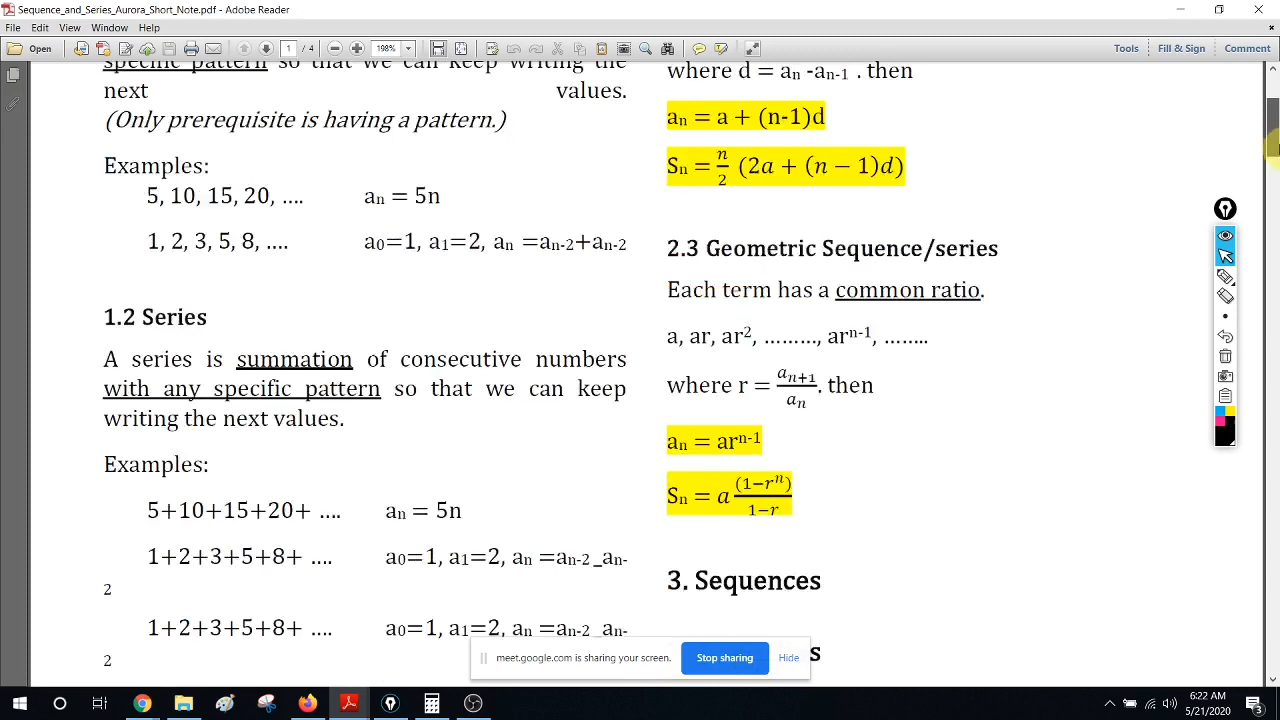 Sequence_and_Series_Aurora_Short_Note.pdf - Adobe Reader
File Edit View Window Help
Open 1 / 4 198% Tools Fill & Sign Comment
specific pattern so that we can keep writing the
next values.
(Only prerequisite is having a pattern.)
Examples:
5, 10, 15, 20, .... an = 5n
1, 2, 3, 5, 8, .... a0=1, a1=2, an =an-2+an-2
1.2 Series
A series is summation of consecutive numbers
with any specific pattern so that we can keep
writing the next values.
Examples:
5+10+15+20+ .... an = 5n
1+2+3+5+8+ .... a0=1, a1=2, an =an-2 _an-
2
1+2+3+5+8+ .... a0=1, a1=2, an =an-2 _an-
2
where d = an -an-1 . then
an = a + (n-1)d
Sn = n/2 (2a + (n − 1)d)
2.3 Geometric Sequence/series
Each term has a common ratio.
a, ar, ar², ………, arⁿ⁻¹, ……..
where r = an+1/an. then
an = arⁿ⁻¹
Sn = a (1−rⁿ)/1−r
3. Sequences
meet.google.com is sharing your screen. Stop sharing Hide
6:22 AM
5/21/2020
3